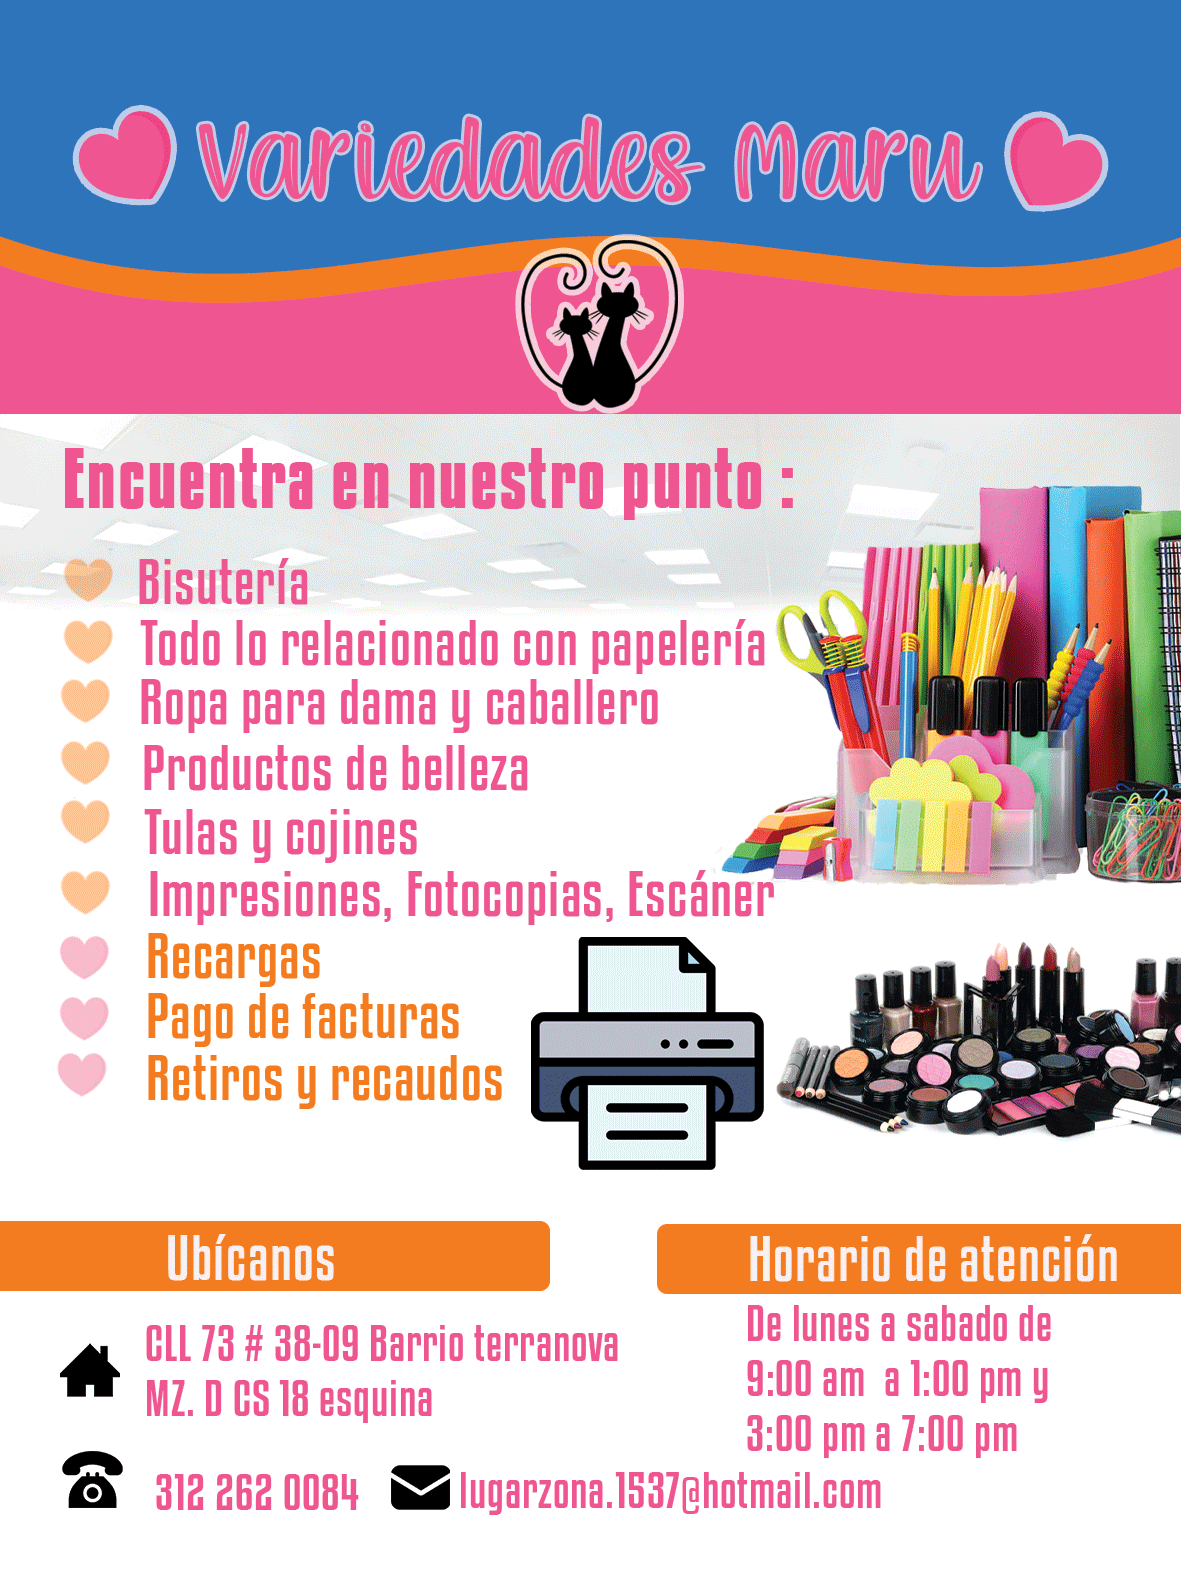 Variedades Maru
Encuentra en nuestro punto :
Bisutería
Todo lo relacionado con papelería
Ropa para dama y caballero
Productos de belleza
Tulas y cojines
Impresiones, Fotocopias, Escáner
Recargas
Pago de facturas
Retiros y recaudos
Ubícanos
CLL 73 # 38-09 Barrio terranova
MZ. D CS 18 esquina
312 262 0084
lugarzona.1537@hotmail.com
Horario de atención
De lunes a sabado de
9:00 am a 1:00 pm y
3:00 pm a 7:00 pm